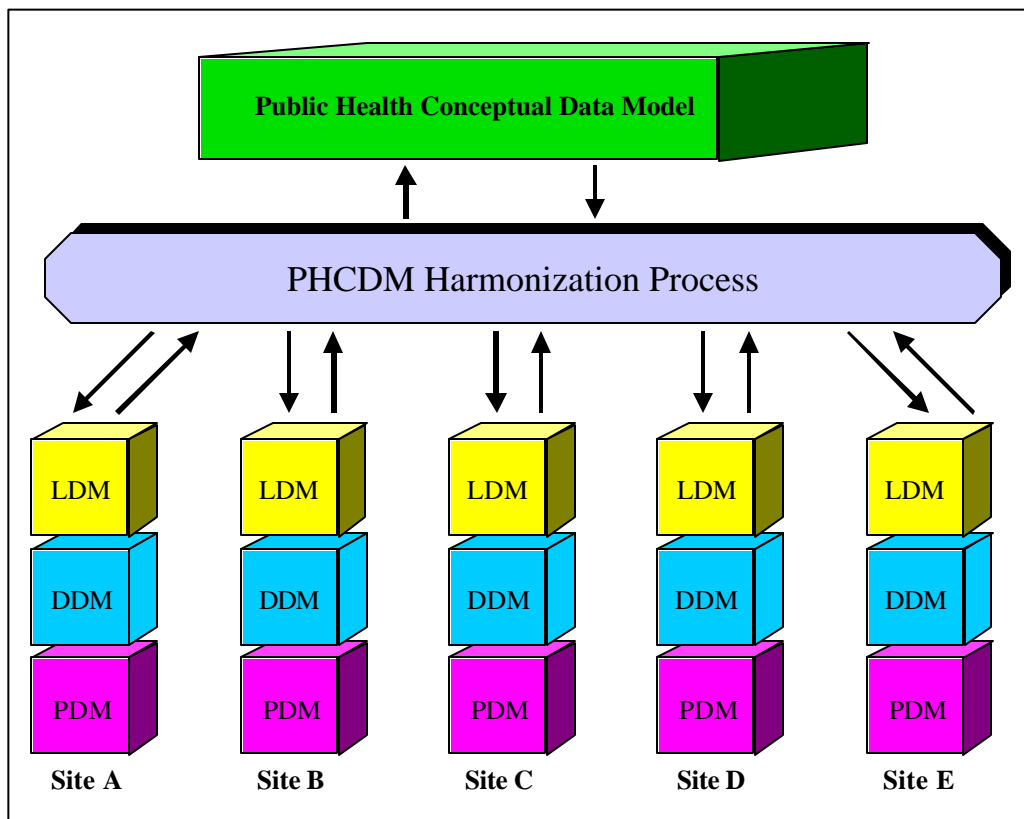 Public Health Conceptual Data Model
PHCDM Harmonization Process
LDM LDM LDM LDM LDM
DDM DDM DDM DDM DDM
PDM PDM PDM PDM PDM
Site A Site B Site C Site D Site E